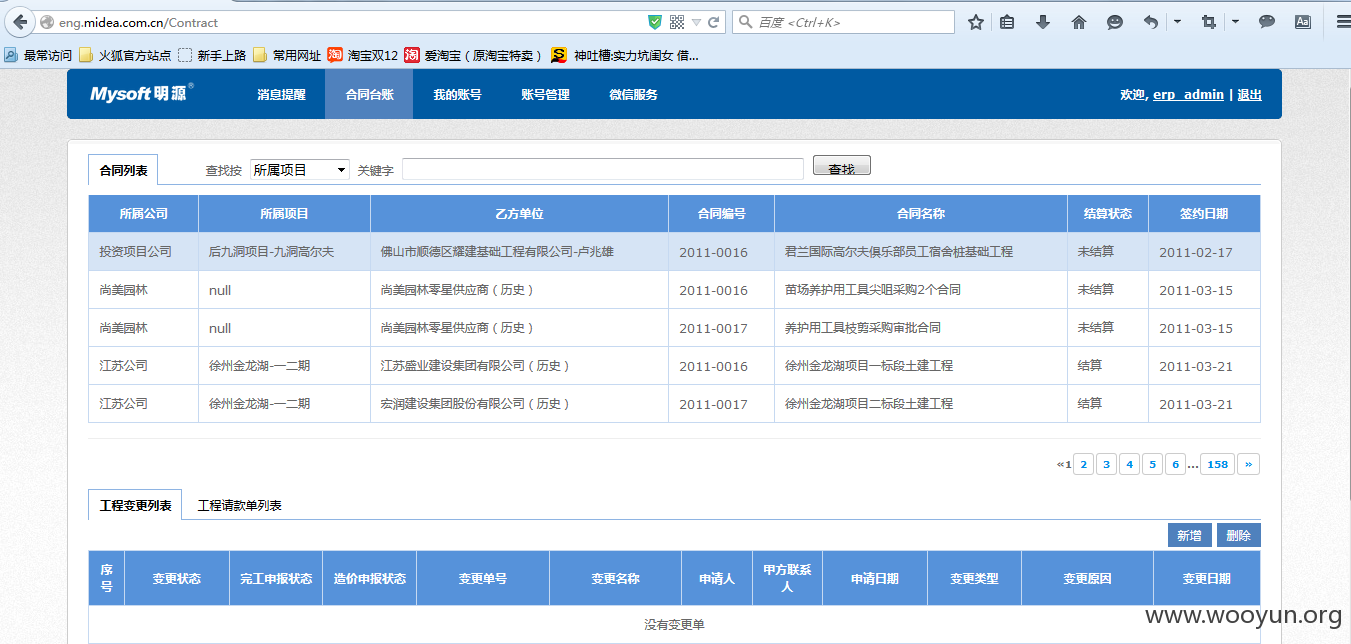 eng.midea.com.cn/Contract
百度 <Ctrl+K>
最常访问 火狐官方站点 新手上路 常用网址 淘 淘宝双12 淘 爱淘宝（原淘宝特卖） S 神吐槽:实力坑闺女 借...
Mysoft 明源® 消息提醒 合同台账 我的账号 账号管理 微信服务 欢迎, erp_admin | 退出
合同列表 查找按 所属项目 关键字 查找
所属公司 所属项目 乙方单位 合同编号 合同名称 结算状态 签约日期
投资项目公司 后九洞项目-九洞高尔夫 佛山市顺德区耀建基础工程有限公司-卢兆雄 2011-0016 君兰国际高尔夫俱乐部员工宿舍桩基础工程 未结算 2011-02-17
尚美园林 null 尚美园林零星供应商（历史） 2011-0016 苗场养护用工具尖咀采购2个合同 未结算 2011-03-15
尚美园林 null 尚美园林零星供应商（历史） 2011-0017 养护用工具枝剪采购审批合同 未结算 2011-03-15
江苏公司 徐州金龙湖-一二期 江苏盛业建设集团有限公司（历史） 2011-0016 徐州金龙湖项目一标段土建工程 结算 2011-03-21
江苏公司 徐州金龙湖-一二期 宏润建设集团股份有限公司（历史） 2011-0017 徐州金龙湖项目二标段土建工程 结算 2011-03-21
«1 2 3 4 5 6 ... 158 »
工程变更列表 工程请款单列表
新增 删除
序号 变更状态 完工申报状态 造价申报状态 变更单号 变更名称 申请人 甲方联系人 申请日期 变更类型 变更原因 变更日期
没有变更单
www.wooyun.org